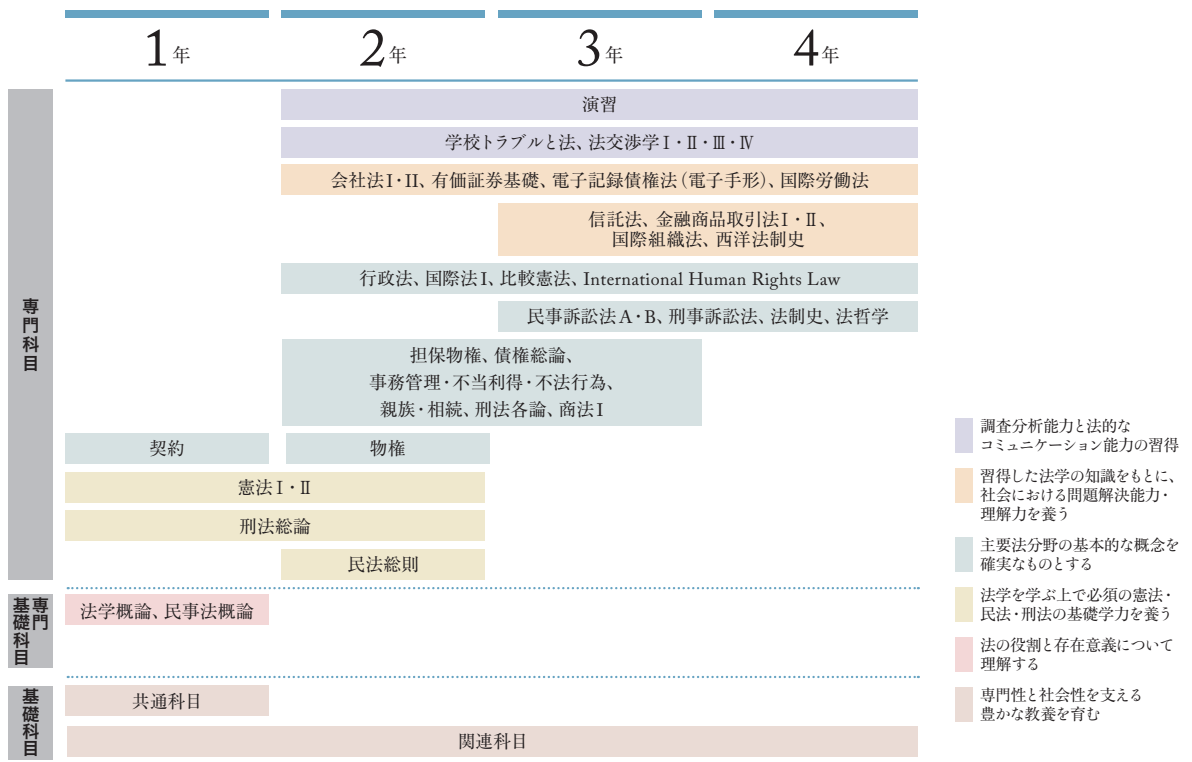 1年
2年
3年
4年
専門科目
演習
学校トラブルと法、法交渉学Ⅰ・Ⅱ・Ⅲ・Ⅳ
会社法Ⅰ・Ⅱ、有価証券基礎、電子記録債権法（電子手形）、国際労働法
信託法、金融商品取引法Ⅰ・Ⅱ、
国際組織法、西洋法制史
行政法、国際法Ⅰ、比較憲法、International Human Rights Law
民事訴訟法A・B、刑事訴訟法、法制史、法哲学
担保物権、債権総論、
事務管理・不当利得・不法行為、
親族・相続、刑法各論、商法Ⅰ
契約
物権
憲法Ⅰ・Ⅱ
刑法総論
民法総則
専門
基礎科目
法学概論、民事法概論
基礎科目
共通科目
関連科目
調査分析能力と法的な
コミュニケーション能力の習得
習得した法学の知識をもとに、
社会における問題解決能力・
理解力を養う
主要法分野の基本的な概念を
確実なものとする
法学を学ぶ上で必須の憲法・
民法・刑法の基礎学力を養う
法の役割と存在意義について
理解する
専門性と社会性を支える
豊かな教養を育む